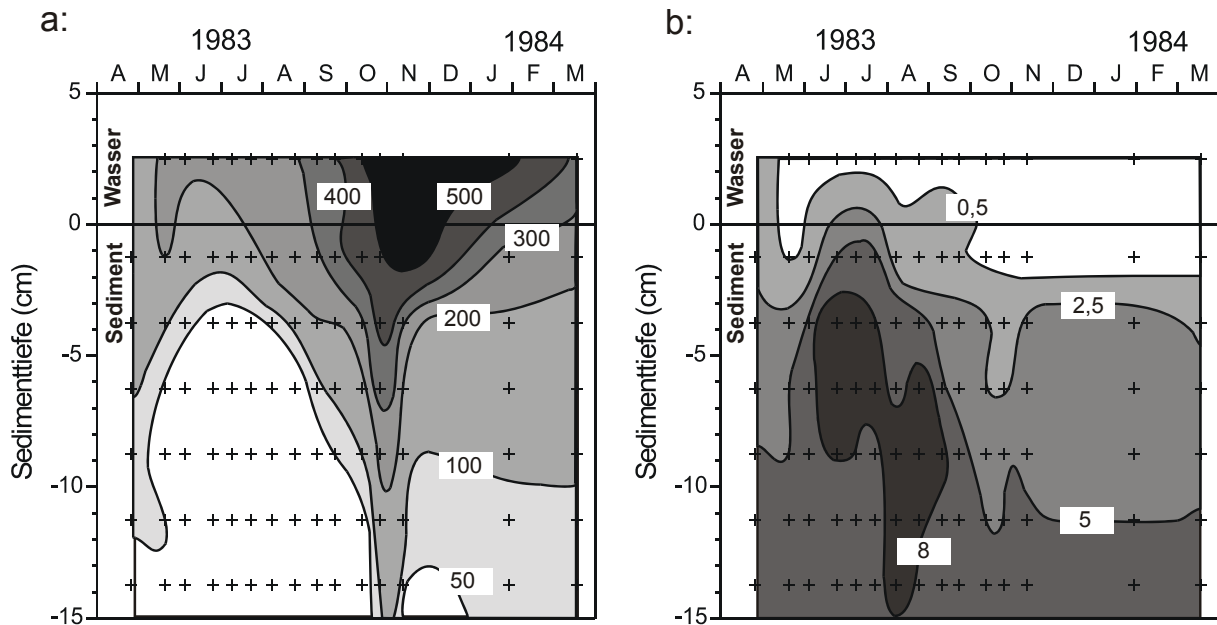 a:
1983 1984
A M J J A S O N D J F M
5
0
-5
-10
-15
Sedimenttiefe (cm)
Wasser
Sediment
400
500
300
200
100
50
b:
1983 1984
A M J J A S O N D J F M
5
0
-5
-10
-15
Sedimenttiefe (cm)
Wasser
Sediment
0,5
2,5
5
8